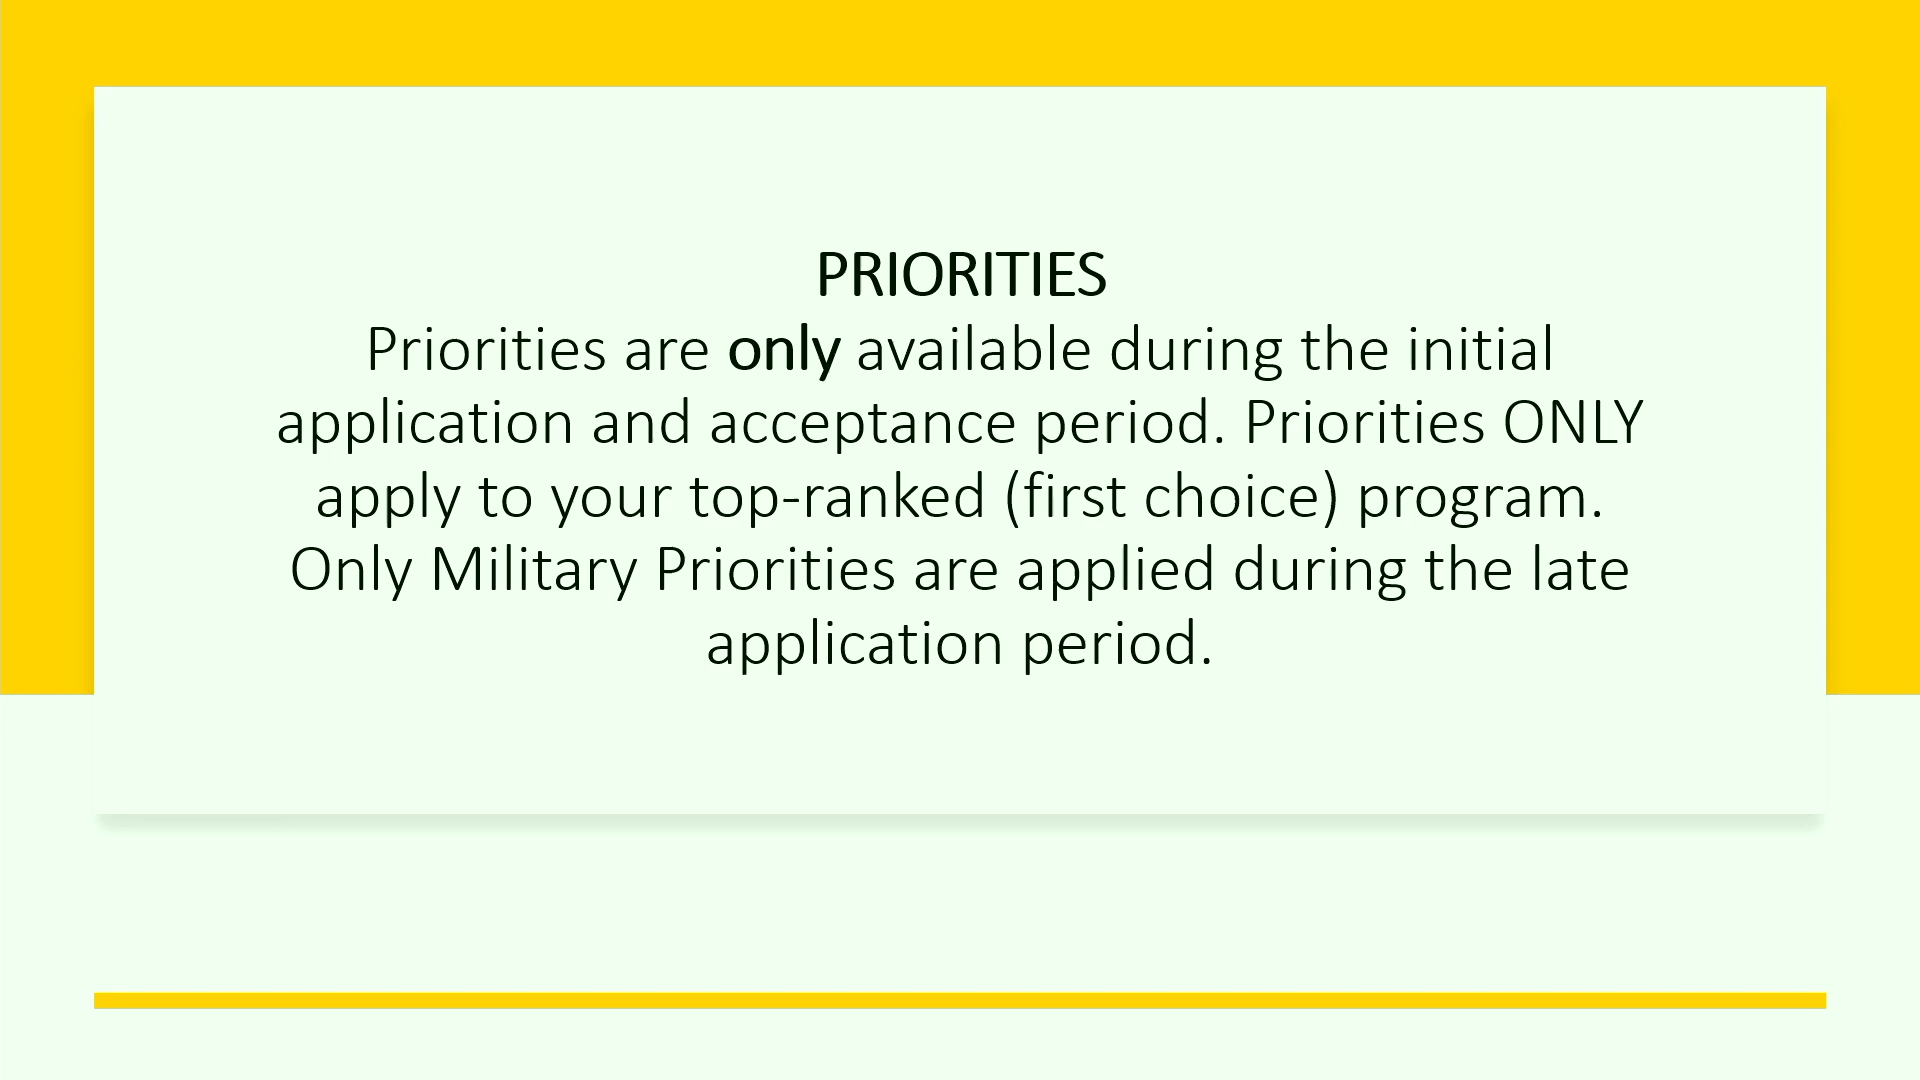 PRIORITIES
Priorities are only available during the initial
application and acceptance period. Priorities ONLY
apply to your top-ranked (first choice) program.
Only Military Priorities are applied during the late
application period.